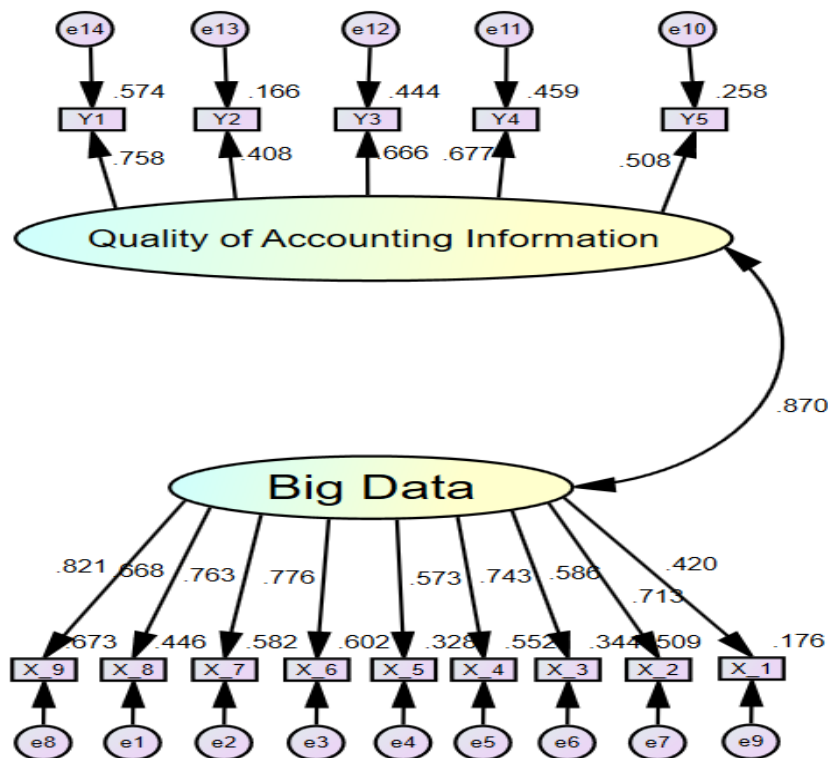 e14 e13 e12 e11 e10
.574 .166 .444 .459 .258
Y1 Y2 Y3 Y4 Y5
.758 .408 .666 .677 .508
Quality of Accounting Information
.870
Big Data
.821 .668 .763 .776 .573 .743 .586 .713 .420
.673 .446 .582 .602 .328 .552 .344 .509 .176
X_9 X_8 X_7 X_6 X_5 X_4 X_3 X_2 X_1
e8 e1 e2 e3 e4 e5 e6 e7 e9